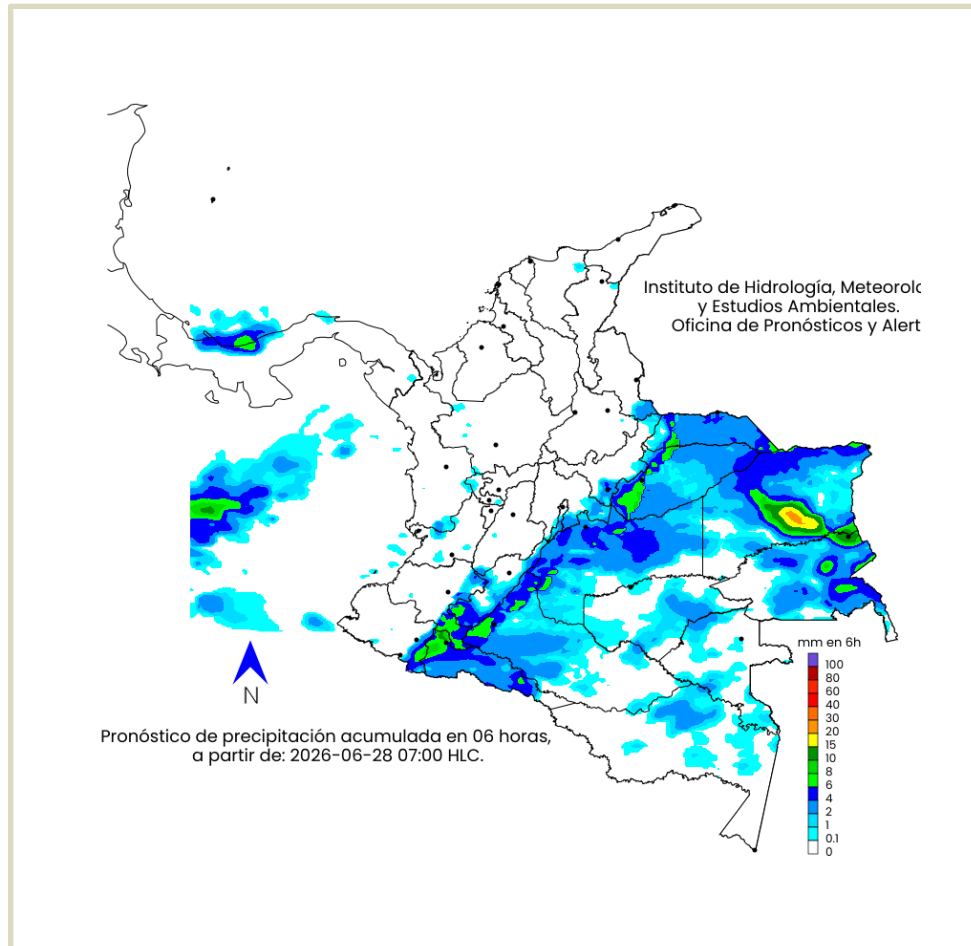 Instituto de Hidrología, Meteorolo
y Estudios Ambientales.
Oficina de Pronósticos y Alert
mm en 6h
100
80
60
40
30
20
15
10
8
6
4
2
1
0.1
0
N
Pronóstico de precipitación acumulada en 06 horas,
a partir de: 2026-06-28 07:00 HLC.